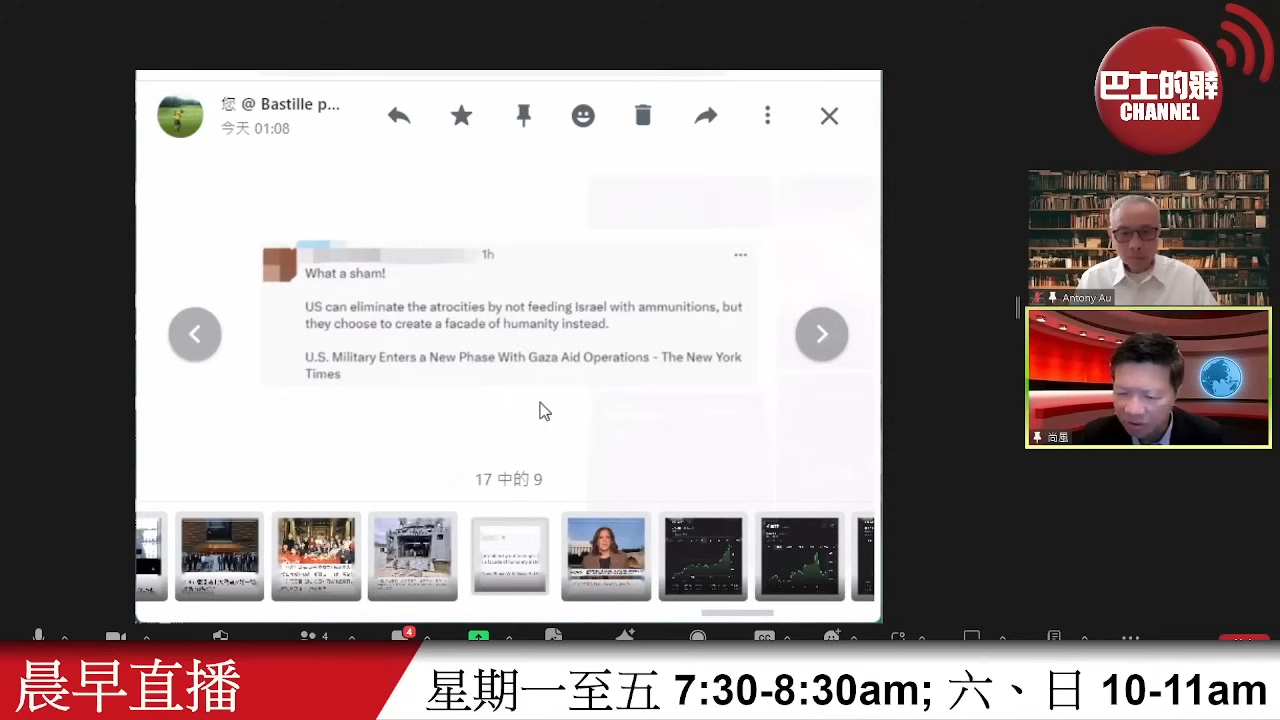 巴士的報
CHANNEL
您 @ Bastille p...
今天 01:08
1h
What a sham!
US can eliminate the atrocities by not feeding Israel with ammunitions, but
they choose to create a facade of humanity instead.
U.S. Military Enters a New Phase With Gaza Aid Operations - The New York
Times
17 中的 9
Antony Au
尚風
4
4
晨早直播
星期一至五 7:30-8:30am; 六、日 10-11am